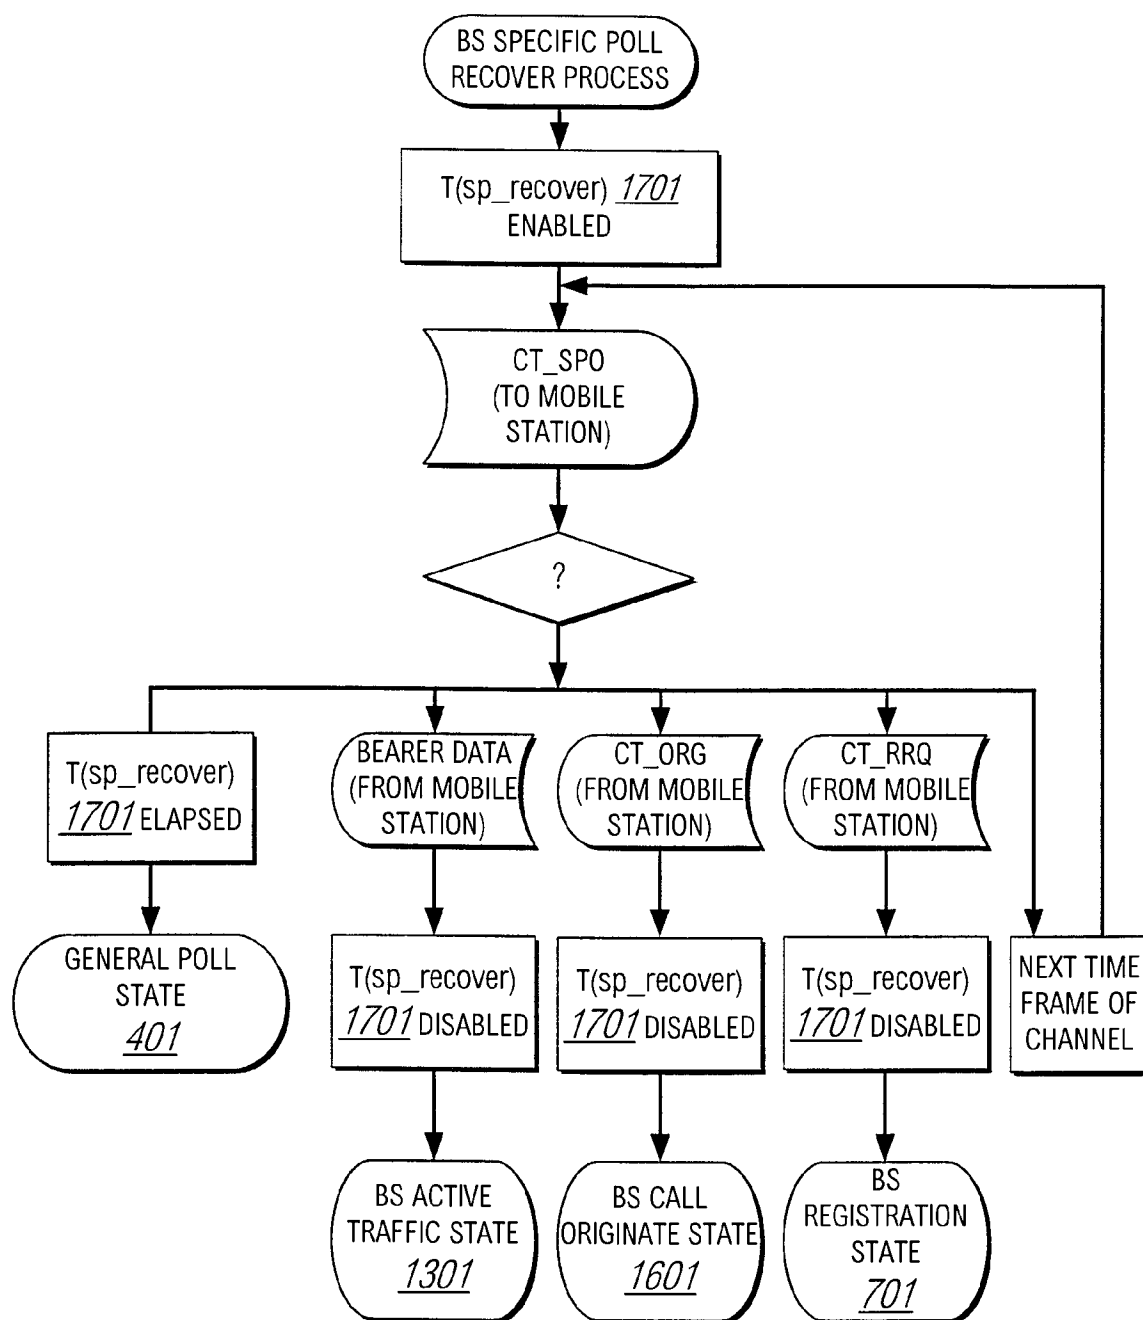 BS SPECIFIC POLL
RECOVER PROCESS
T(sp_recover) 1701
ENABLED
CT_SPO
(TO MOBILE
STATION)
?
T(sp_recover)
1701 ELAPSED
GENERAL POLL
STATE
401
BEARER DATA
(FROM MOBILE
STATION)
T(sp_recover)
1701 DISABLED
BS ACTIVE
TRAFFIC STATE
1301
CT_ORG
(FROM MOBILE
STATION)
T(sp_recover)
1701 DISABLED
BS CALL
ORIGINATE STATE
1601
CT_RRQ
(FROM MOBILE
STATION)
T(sp_recover)
1701 DISABLED
BS
REGISTRATION
STATE
701
NEXT TIME
FRAME OF
CHANNEL